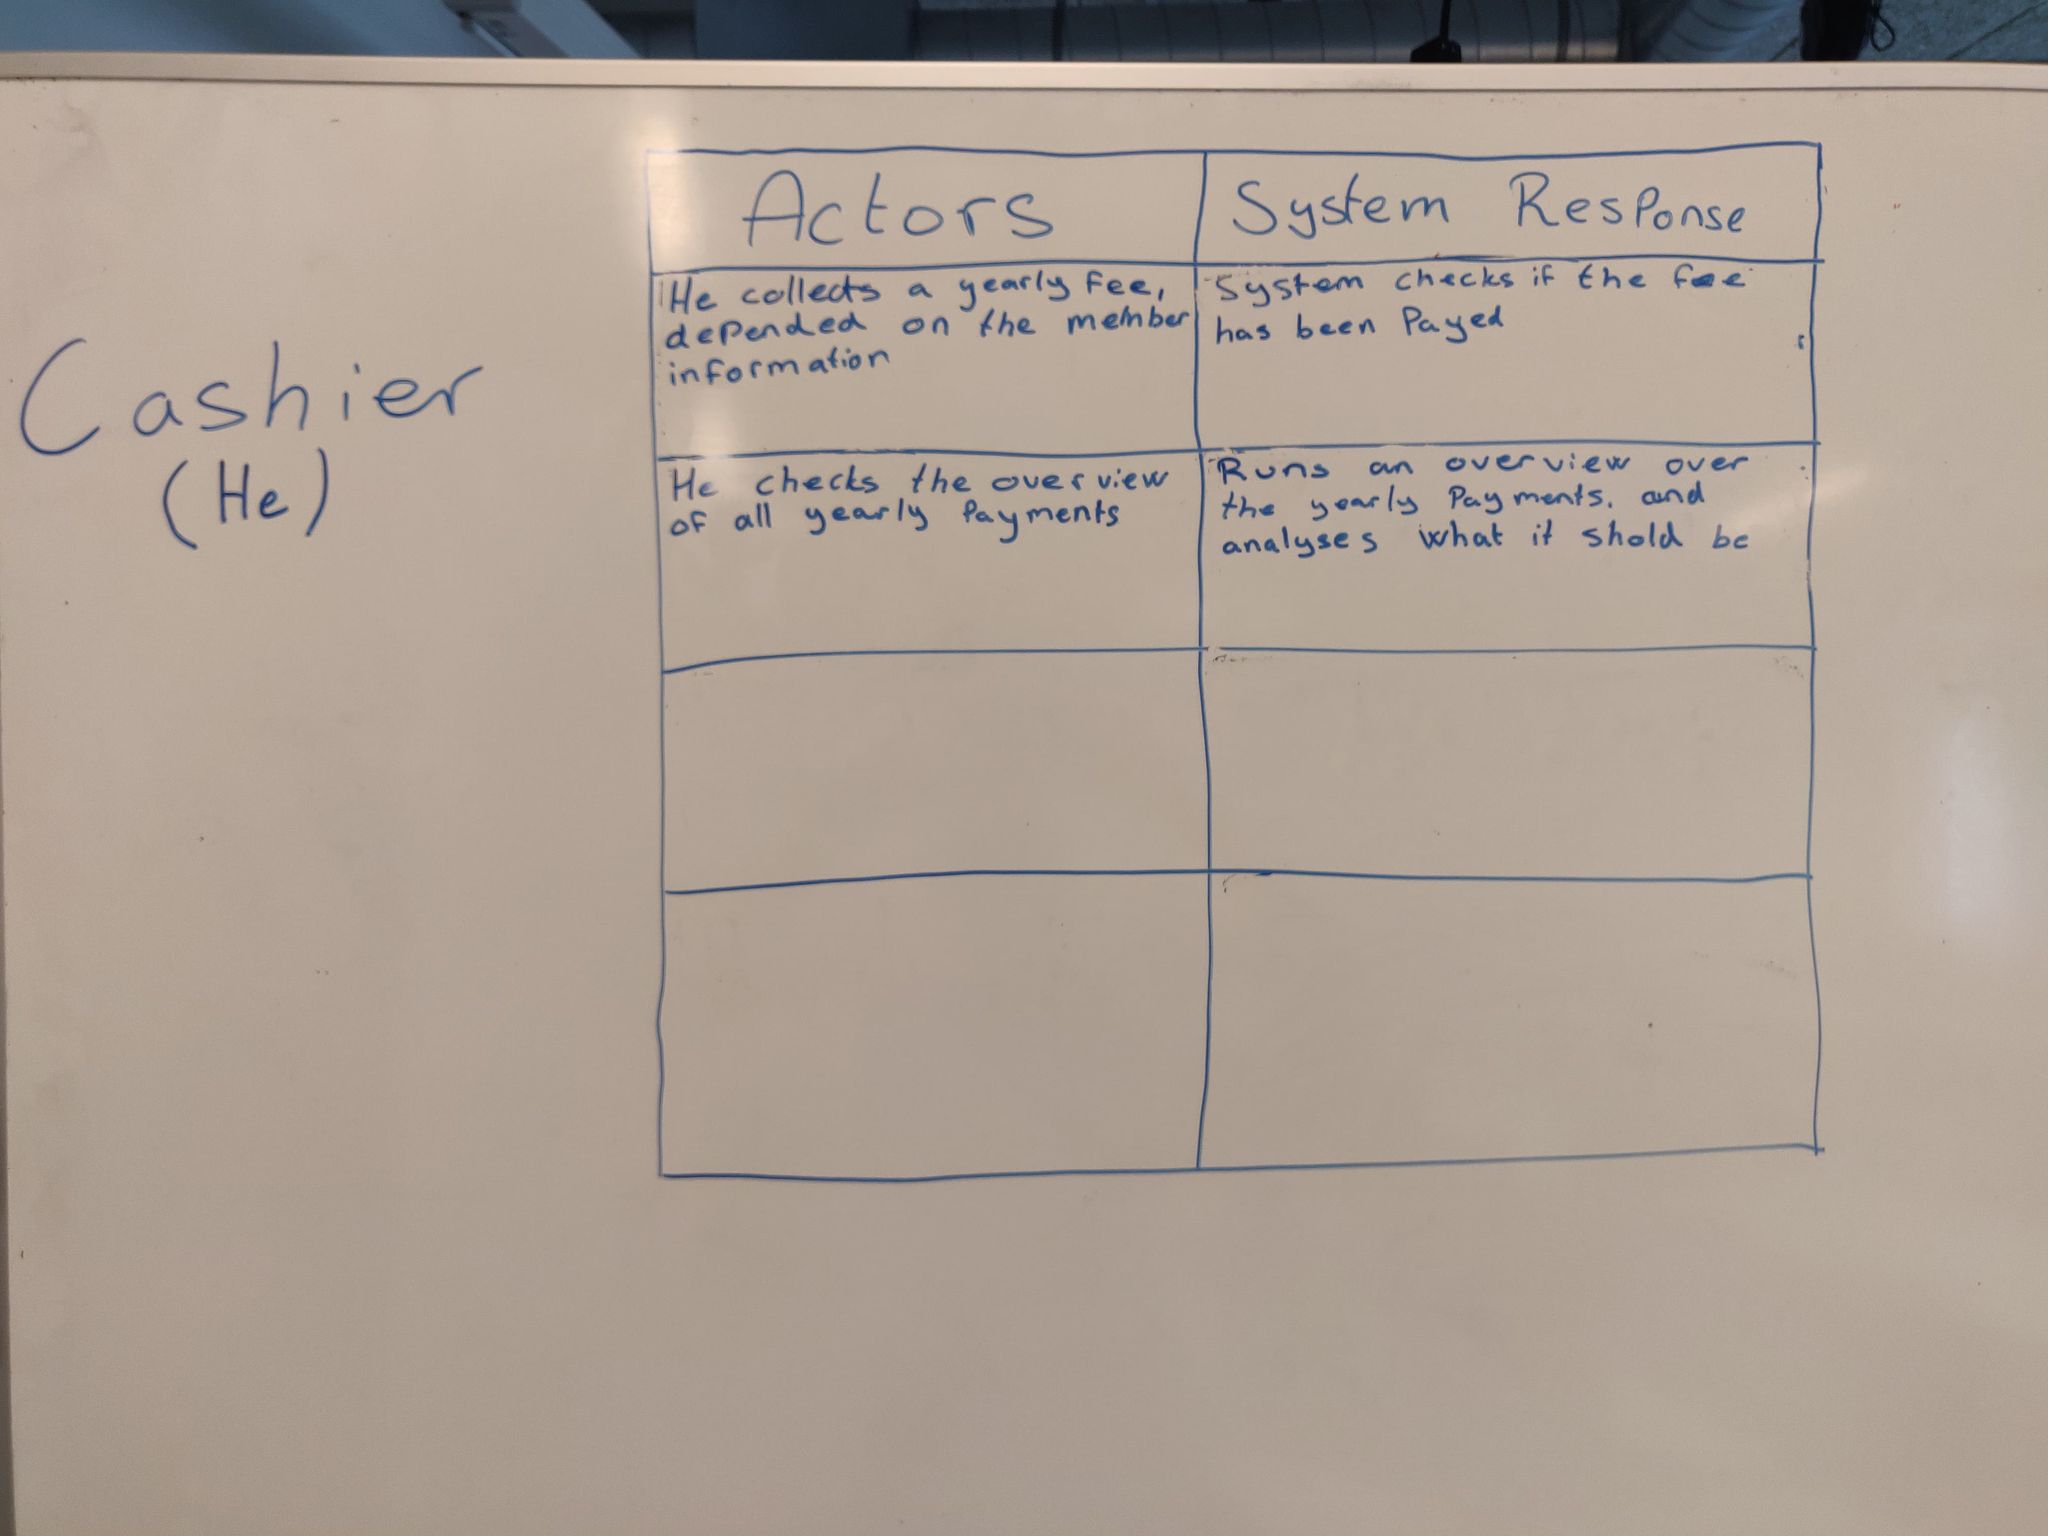 Cashier
(He)
Actors
System Response
He collects a yearly fee,
depended on the member
information
System checks if the fee
has been Payed
He checks the overview
of all yearly Payments
Runs an overview over
the yearly Payments. and
analyses what it shold be